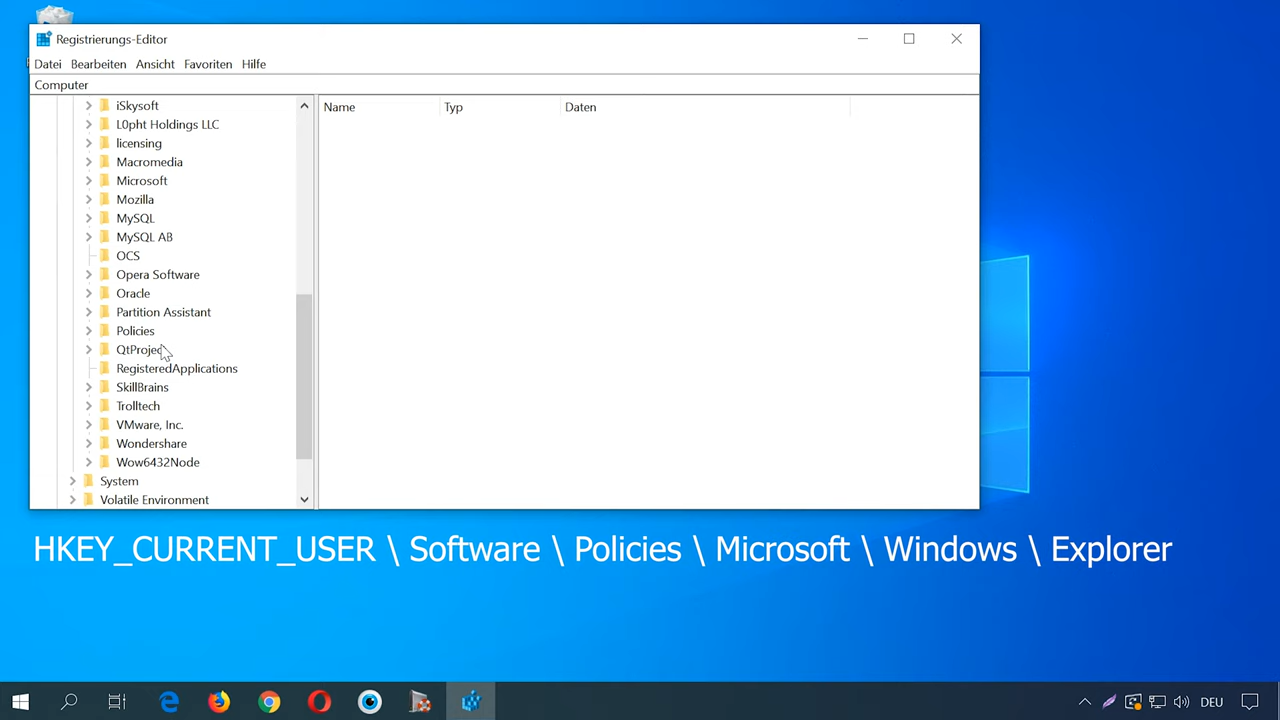 Registrierungs-Editor
Datei Bearbeiten Ansicht Favoriten Hilfe
Computer
Name Typ Daten
iSkysoft
L0pht Holdings LLC
licensing
Macromedia
Microsoft
Mozilla
MySQL
MySQL AB
OCS
Opera Software
Oracle
Partition Assistant
Policies
RegisteredApplications
SkillBrains
Trolltech
VMware, Inc.
Wondershare
Wow6432Node
System
Volatile Environment
HKEY_CURRENT_USER \ Software \ Policies \ Microsoft \ Windows \ Explorer
DEU